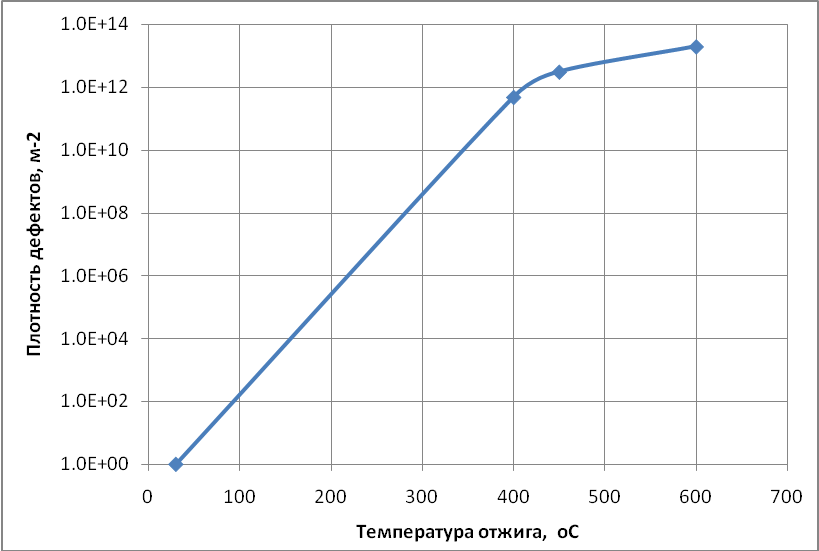 1.0E+14
1.0E+12
1.0E+10
1.0E+08
1.0E+06
1.0E+04
1.0E+02
1.0E+00
Плотность дефектов, м-2
0 100 200 300 400 500 600 700
Температура отжига, оС